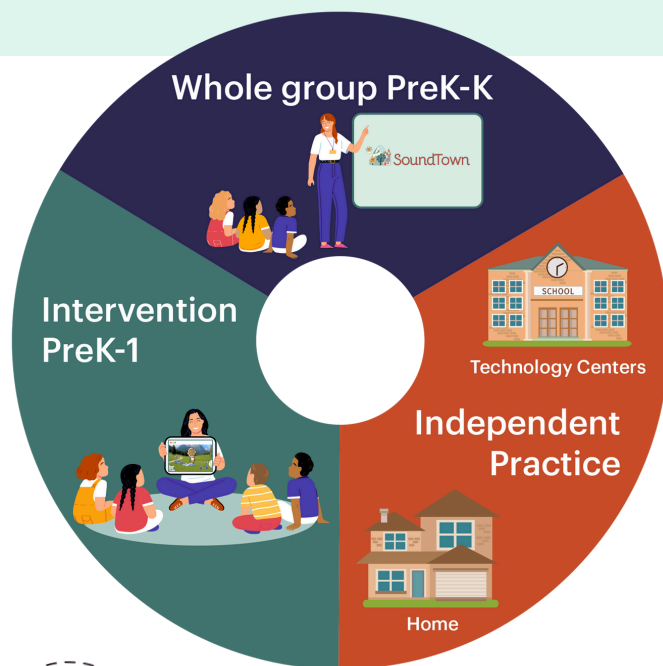 Whole group PreK-K
SoundTown
Intervention
PreK-1
SCHOOL
Technology Centers
Independent
Practice
Home